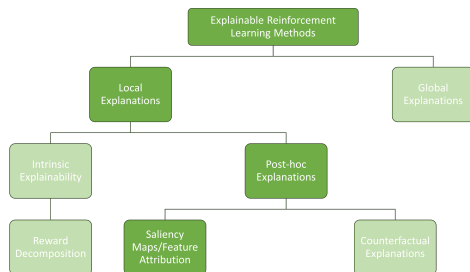 Explainable Reinforcement
Learning Methods
Local
Explanations
Global
Explanations
Intrinsic
Explainability
Post-hoc
Explanations
Reward
Decomposition
Saliency
Maps/Feature
Attribution
Counterfactual
Explanations